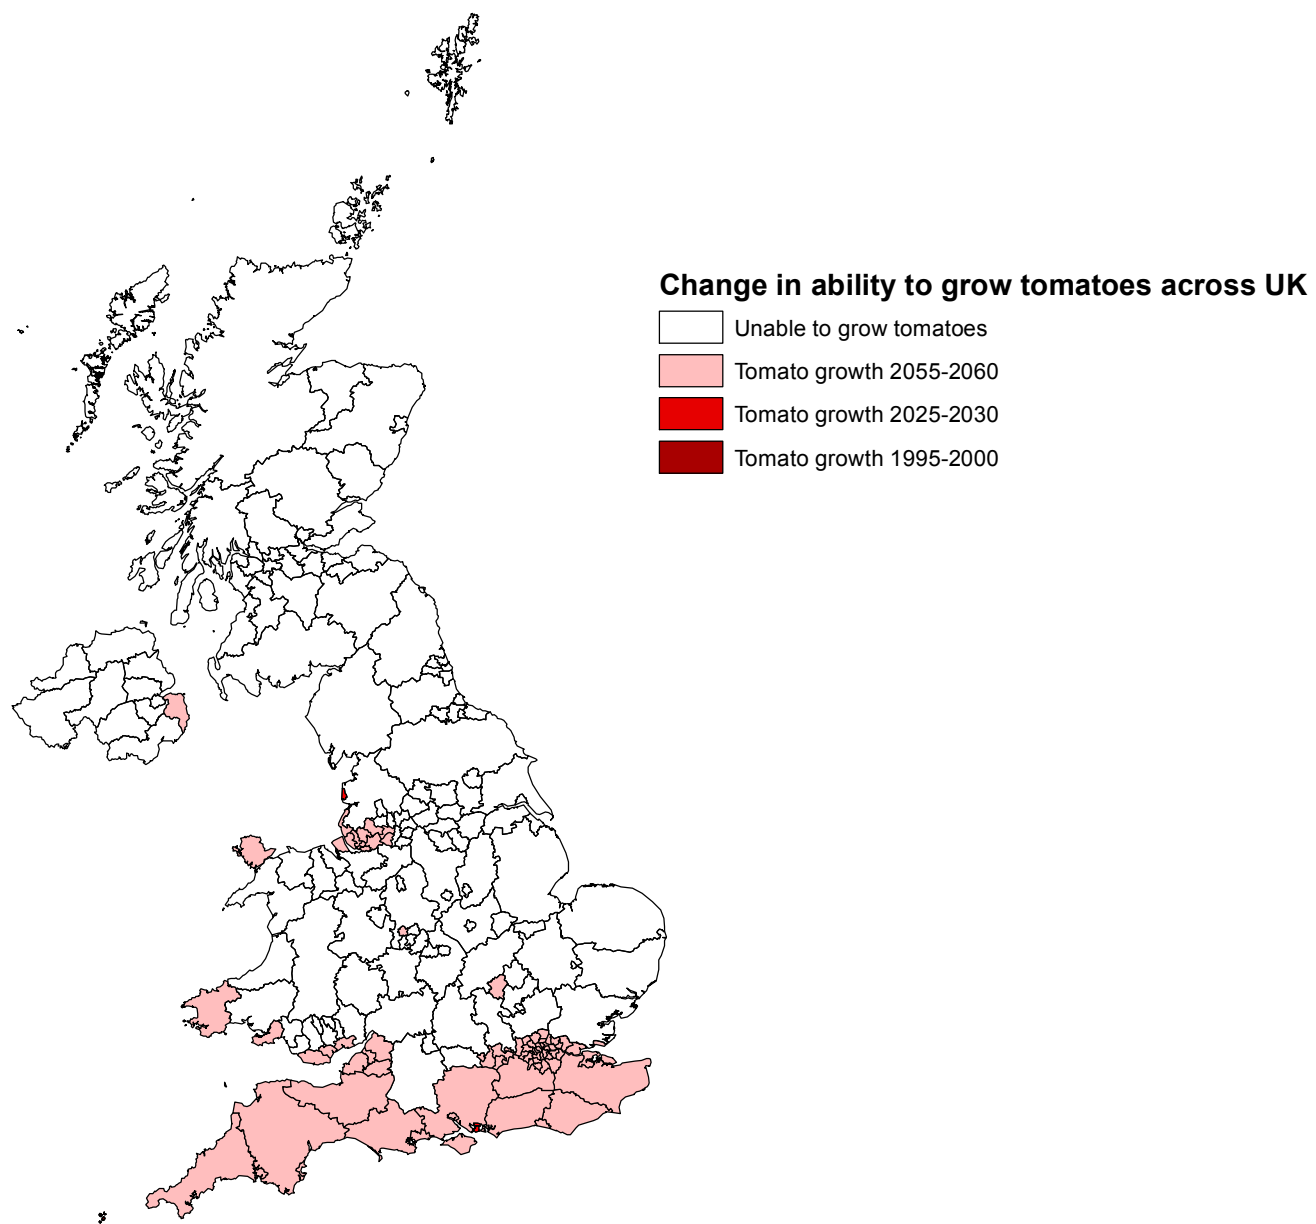 Change in ability to grow tomatoes across UK
Unable to grow tomatoes
Tomato growth 2055-2060
Tomato growth 2025-2030
Tomato growth 1995-2000